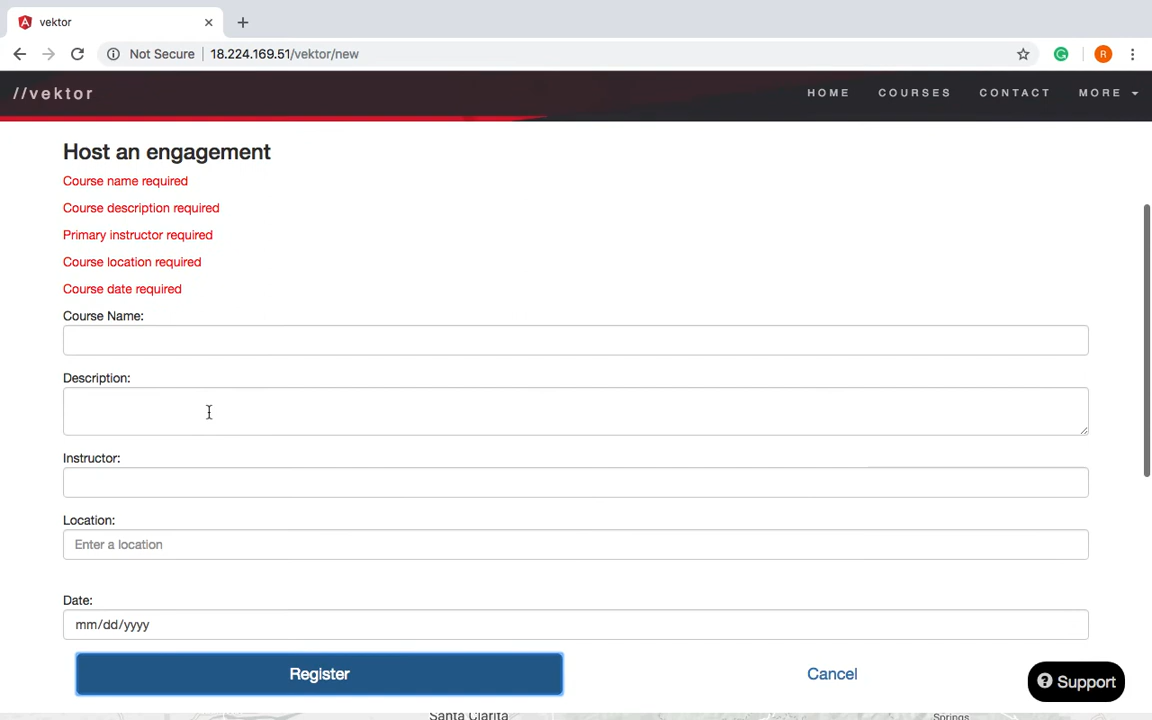 vektor
Not Secure
18.224.169.51/vektor/new
R
//vektor
HOME
COURSES
CONTACT
MORE
Host an engagement
Course name required
Course description required
Primary instructor required
Course location required
Course date required
Course Name:
Description:
Instructor:
Location:
Enter a location
Date:
mm/dd/yyyy
Register
Cancel
Support
Santa Clarita
Springs